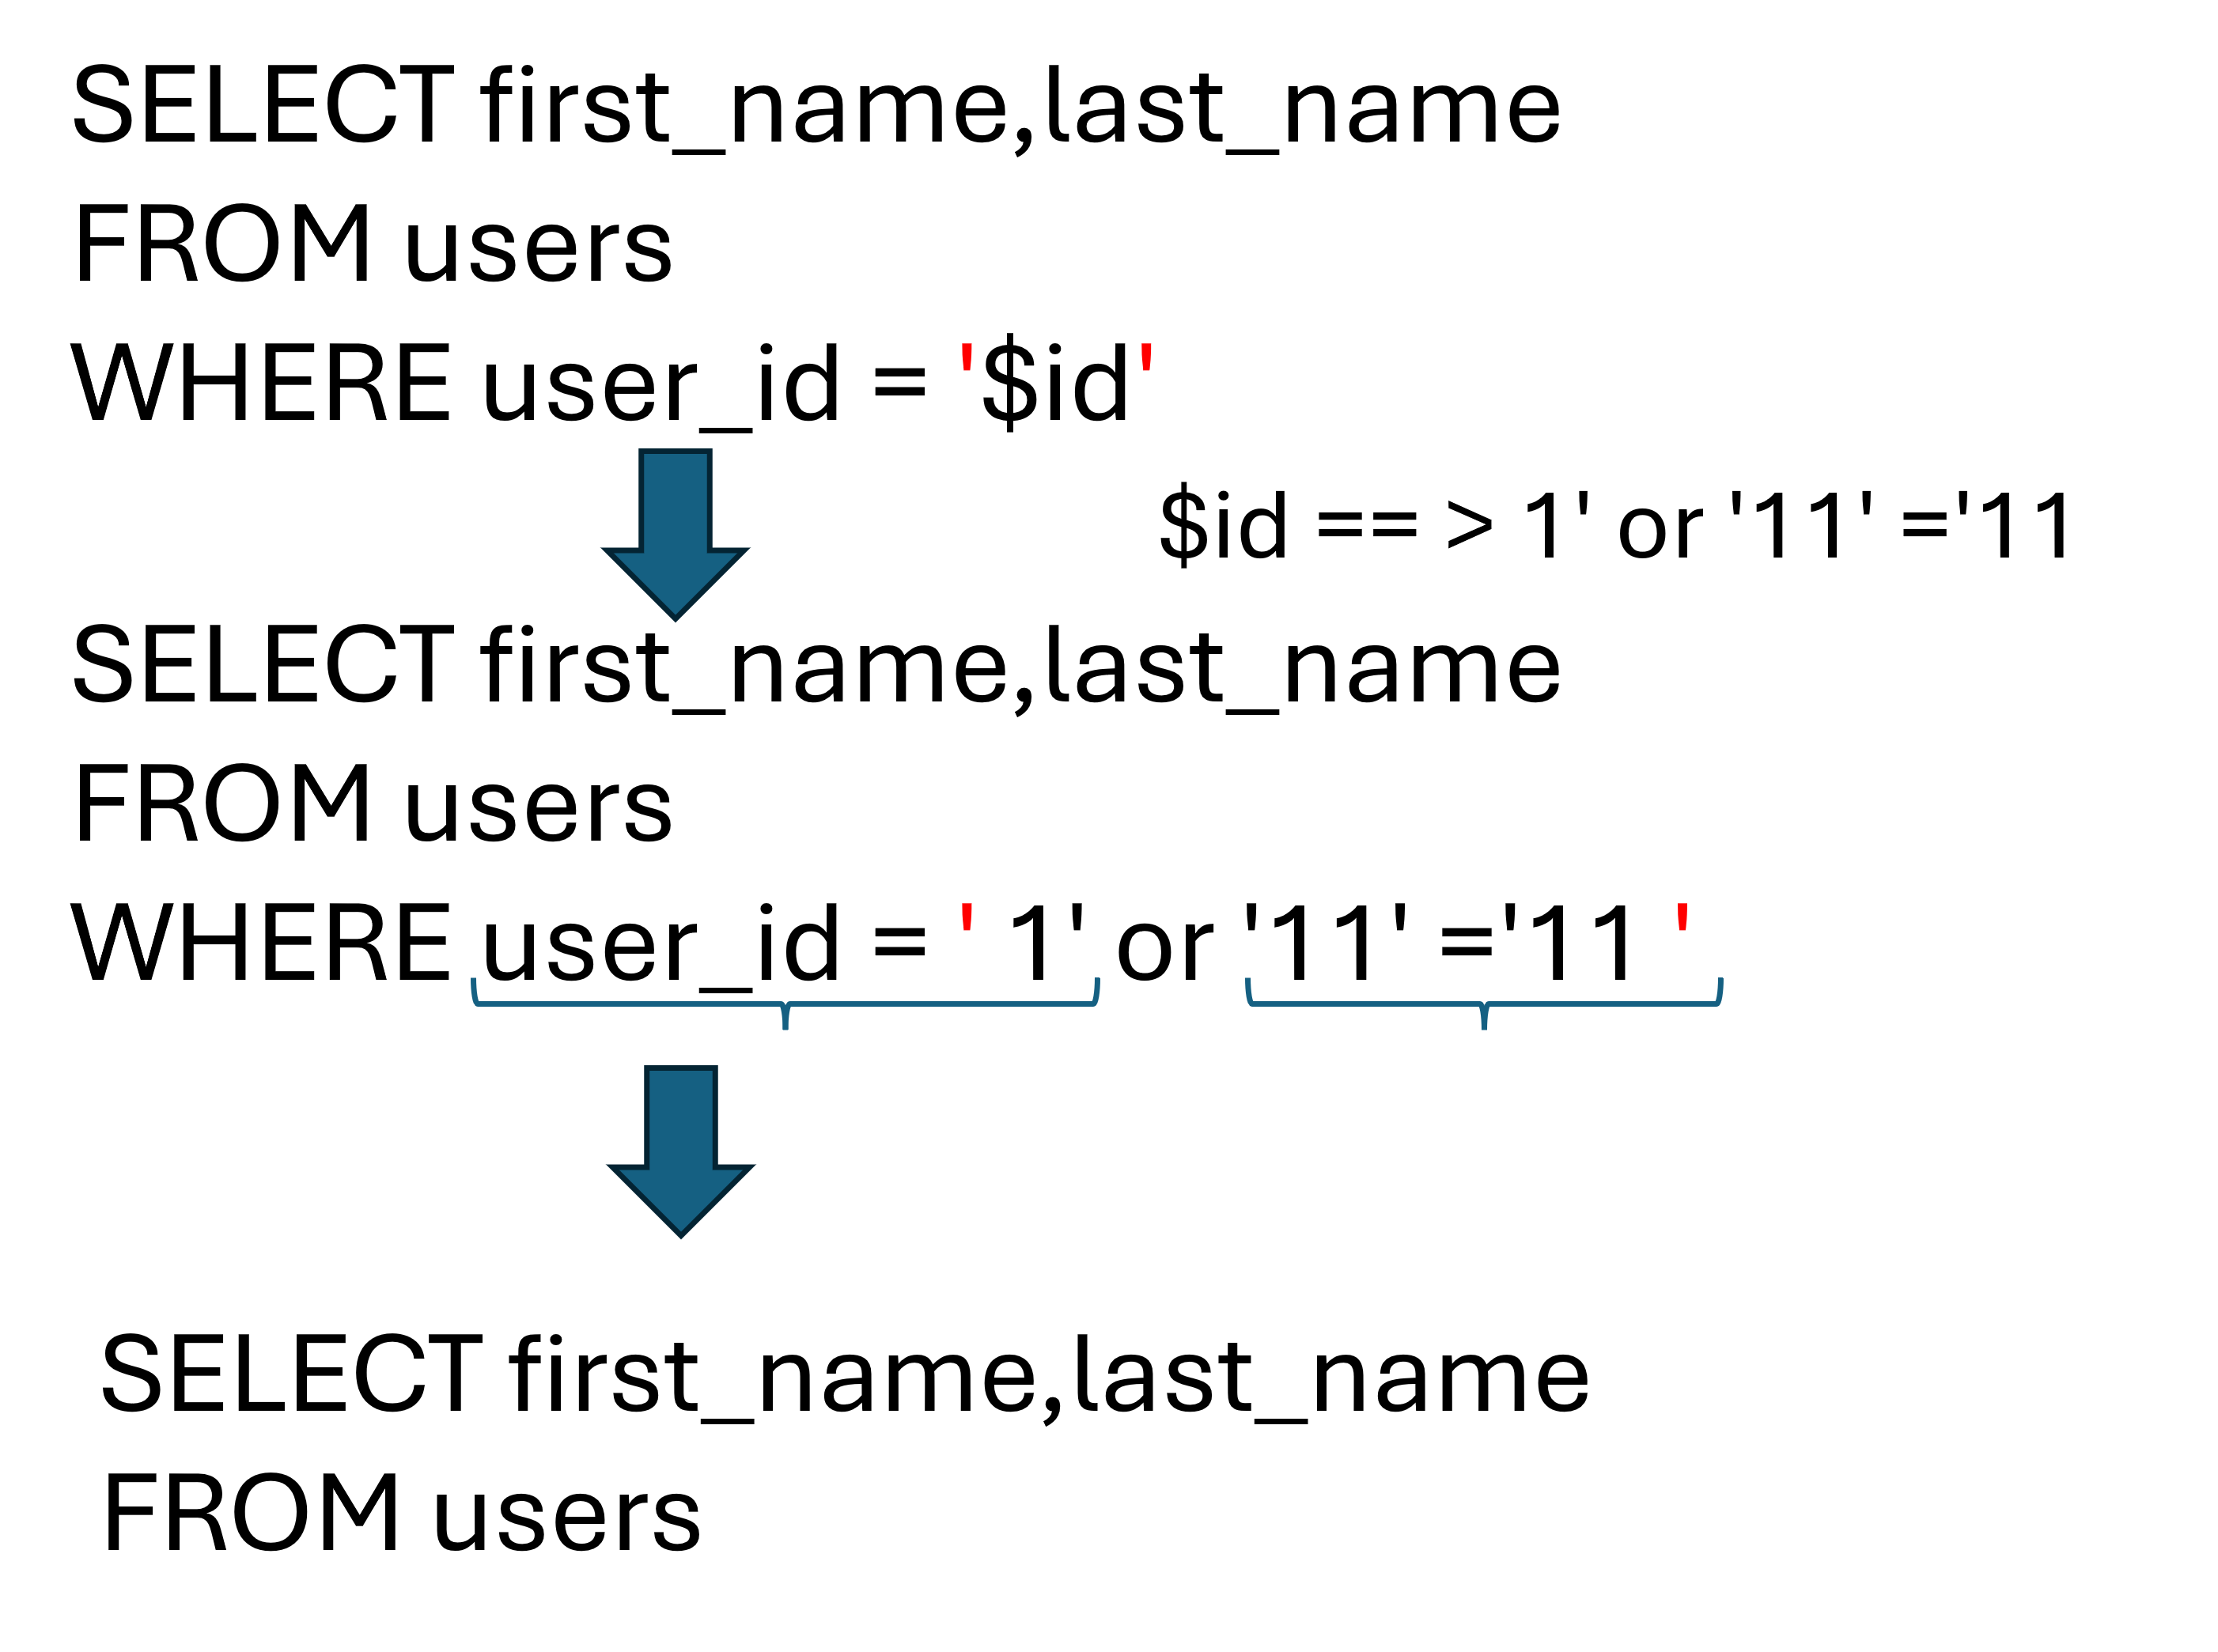 SELECT first_name,last_name
FROM users
WHERE user_id = '$id'
$id == > 1' or '11' ='11
SELECT first_name,last_name
FROM users
WHERE user_id = ' 1' or '11' ='11 '
SELECT first_name,last_name
FROM users